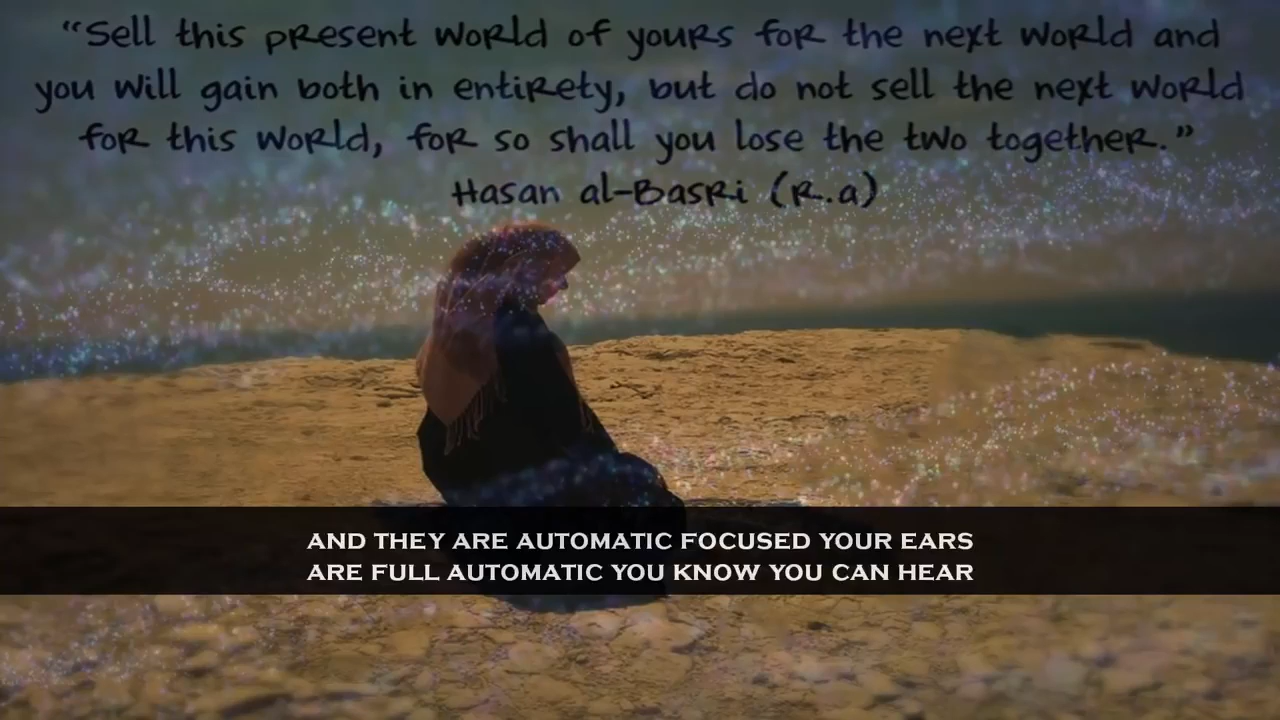 “Sell this present world of yours for the next world and
you will gain both in entirety, but do not sell the next world
for this world, for so shall you lose the two together.”
Hasan al-Basri (R.a)
AND THEY ARE AUTOMATIC FOCUSED YOUR EARS
ARE FULL AUTOMATIC YOU KNOW YOU CAN HEAR